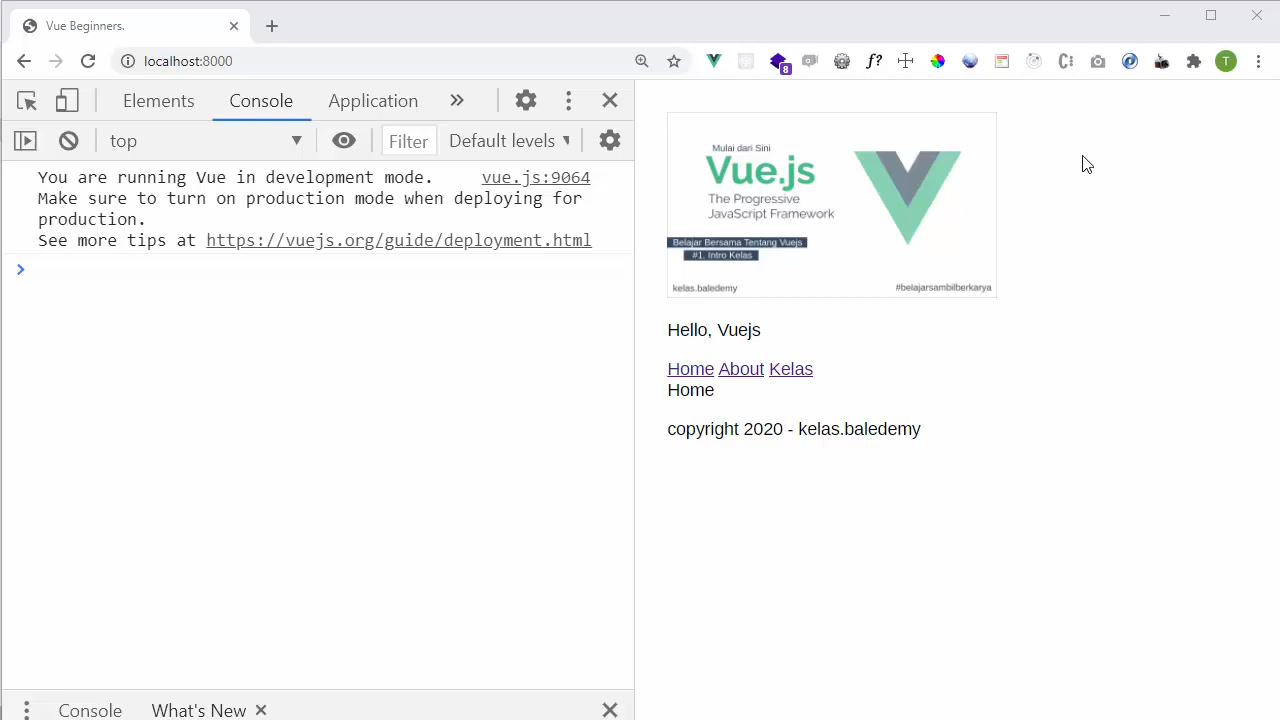 Vue Beginners.
localhost:8000
8
f?
T
Elements
Console
Application
top
Filter
Default levels
You are running Vue in development mode.
vue.js:9064
Make sure to turn on production mode when deploying for
production.
See more tips at https://vuejs.org/guide/deployment.html
Console
What's New
Mulai dari Sini
Vue.js
The Progressive
JavaScript Framework
Belajar Bersama Tentang Vuejs
#1. Intro Kelas
kelas.baledemy
#belajarsambilberkarya
Hello, Vuejs
Home About Kelas
Home
copyright 2020 - kelas.baledemy